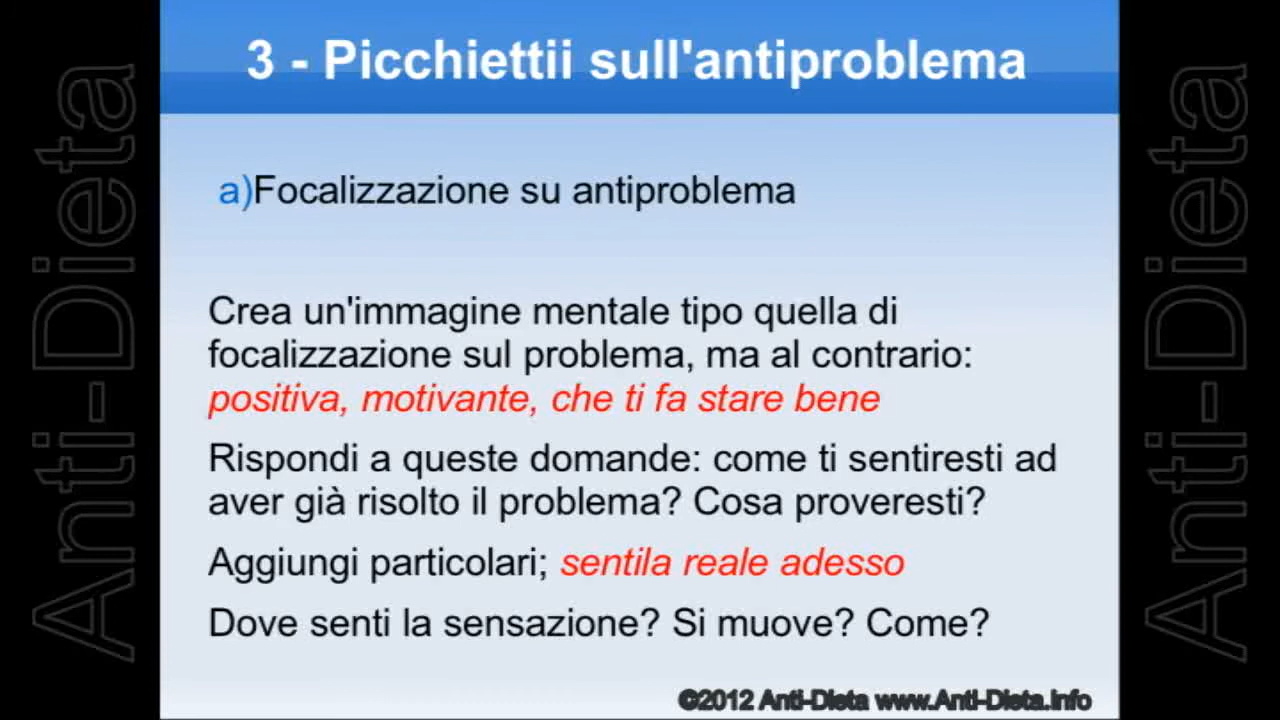 3 - Picchiettii sull'antiproblema
a)Focalizzazione su antiproblema
Crea un'immagine mentale tipo quella di
focalizzazione sul problema, ma al contrario:
positiva, motivante, che ti fa stare bene
Rispondi a queste domande: come ti sentiresti ad
aver già risolto il problema? Cosa proveresti?
Aggiungi particolari; sentila reale adesso
Dove senti la sensazione? Si muove? Come?
©2012 Anti-Dieta www.Anti-Dieta.info
Anti-Dieta
Anti-Dieta